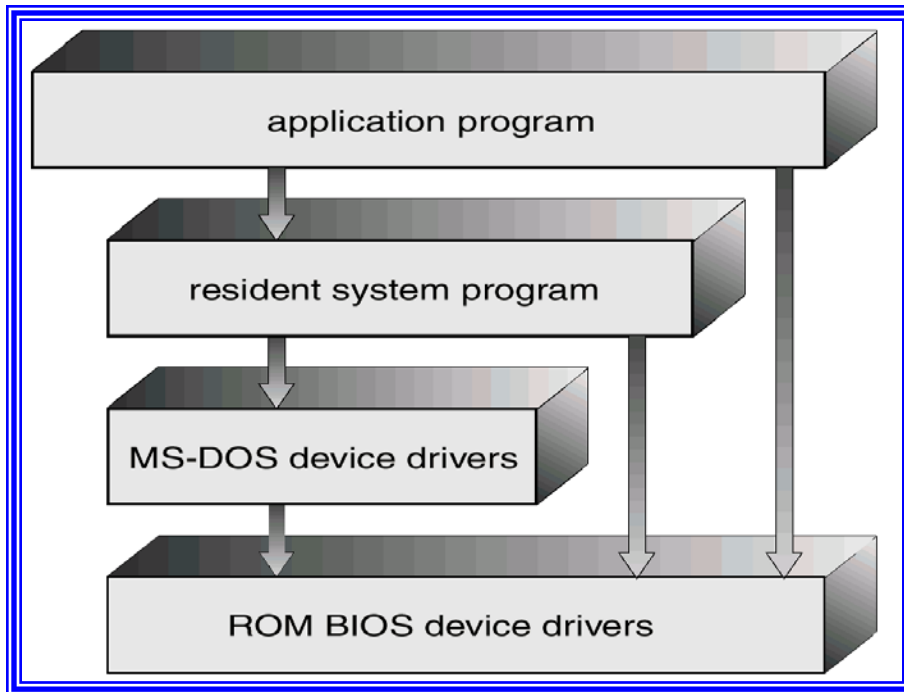 application program
resident system program
MS-DOS device drivers
ROM BIOS device drivers